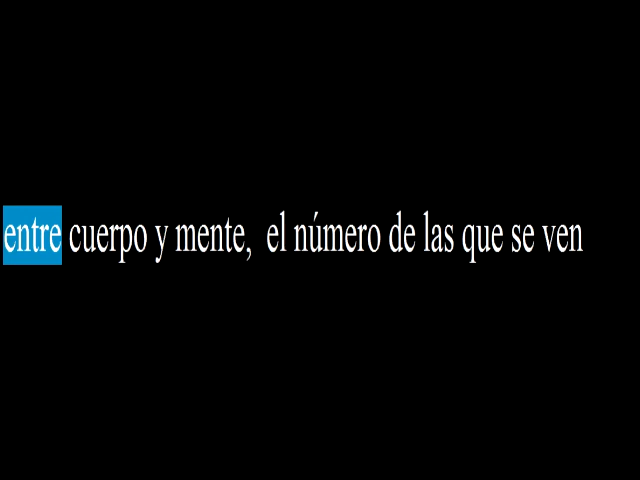 entre cuerpo y mente, el número de las que se ven